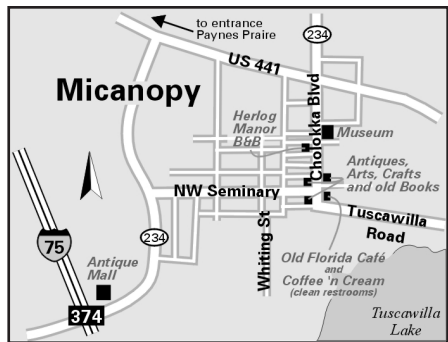 to entrance
Paynes Praire
234
US 441
Micanopy
Cholokka Blvd
Herlog
Manor
B&B
Museum
Antiques,
Arts, Crafts
and old Books
NW Seminary
Tuscawilla
Road
Whiting St
75
234
Antique
Mall
374
Old Florida Café
and
Coffee 'n Cream
(clean restrooms)
Tuscawilla
Lake